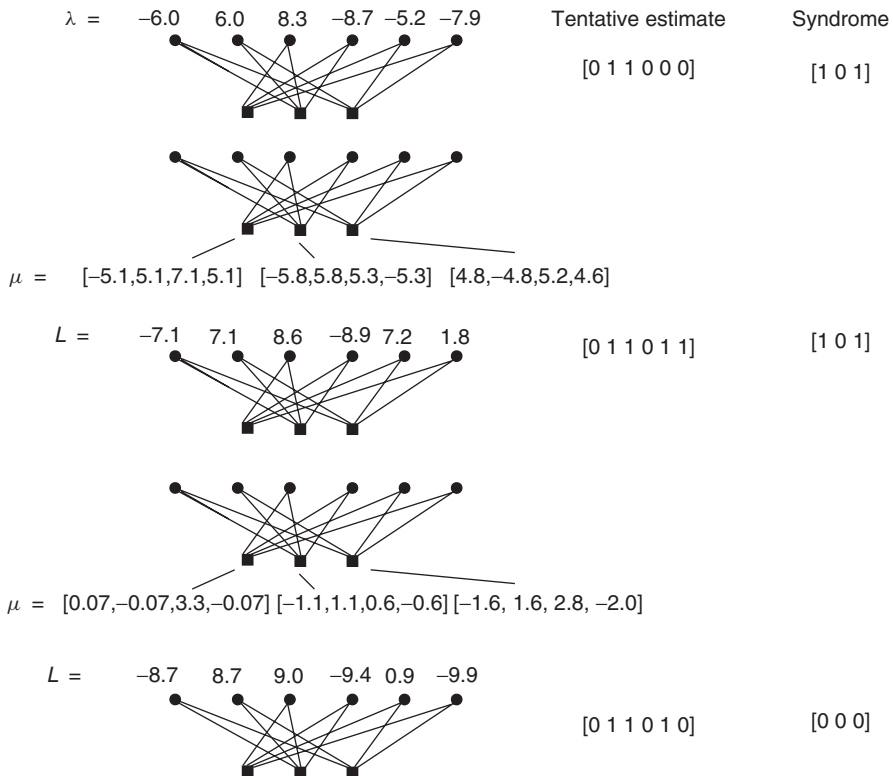 λ = −6.0 6.0 8.3 −8.7 −5.2 −7.9 Tentative estimate Syndrome
[0 1 1 0 0 0] [1 0 1]
μ = [−5.1,5.1,7.1,5.1] [−5.8,5.8,5.3,−5.3] [4.8,−4.8,5.2,4.6]
L = −7.1 7.1 8.6 −8.9 7.2 1.8 [0 1 1 0 1 1] [1 0 1]
μ = [0.07,−0.07,3.3,−0.07] [−1.1,1.1,0.6,−0.6] [−1.6, 1.6, 2.8, −2.0]
L = −8.7 8.7 9.0 −9.4 0.9 −9.9
[0 1 1 0 1 0] [0 0 0]